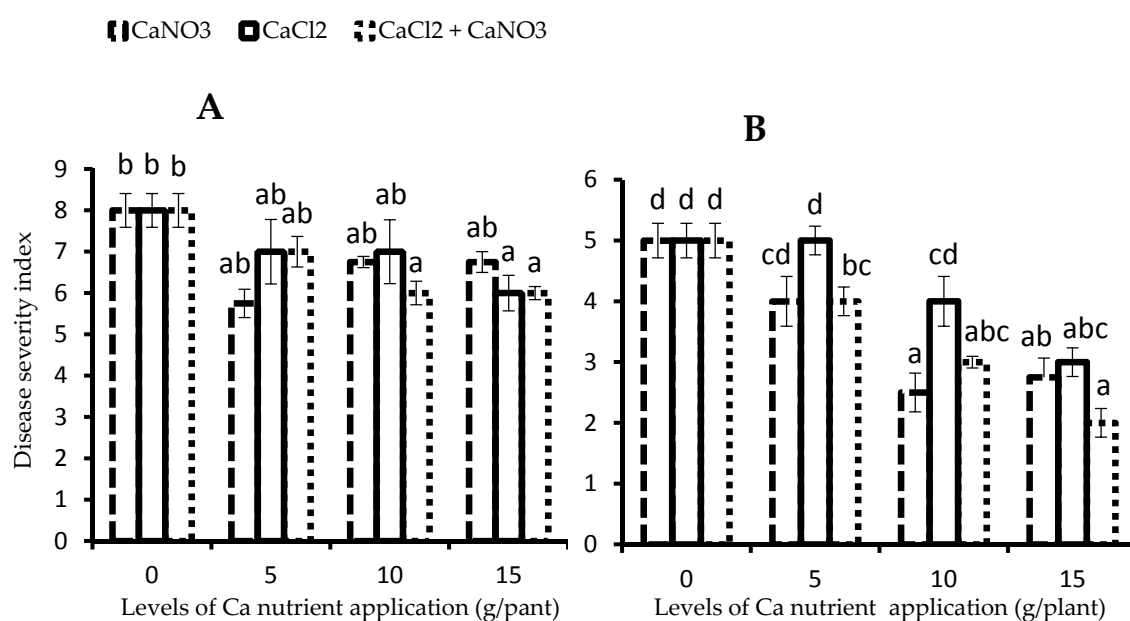 CaNO3 CaCl2 CaCl2 + CaNO3
A
B
Disease severity index
9
8
7
6
5
4
3
2
1
0
b b b
ab ab ab
ab ab a
ab a a
0 5 10 15
Levels of Ca nutrient application (g/pant)
6
5
4
3
2
1
0
d d d
cd d bc
a cd abc
ab abc a
0 5 10 15
Levels of Ca nutrient application (g/plant)